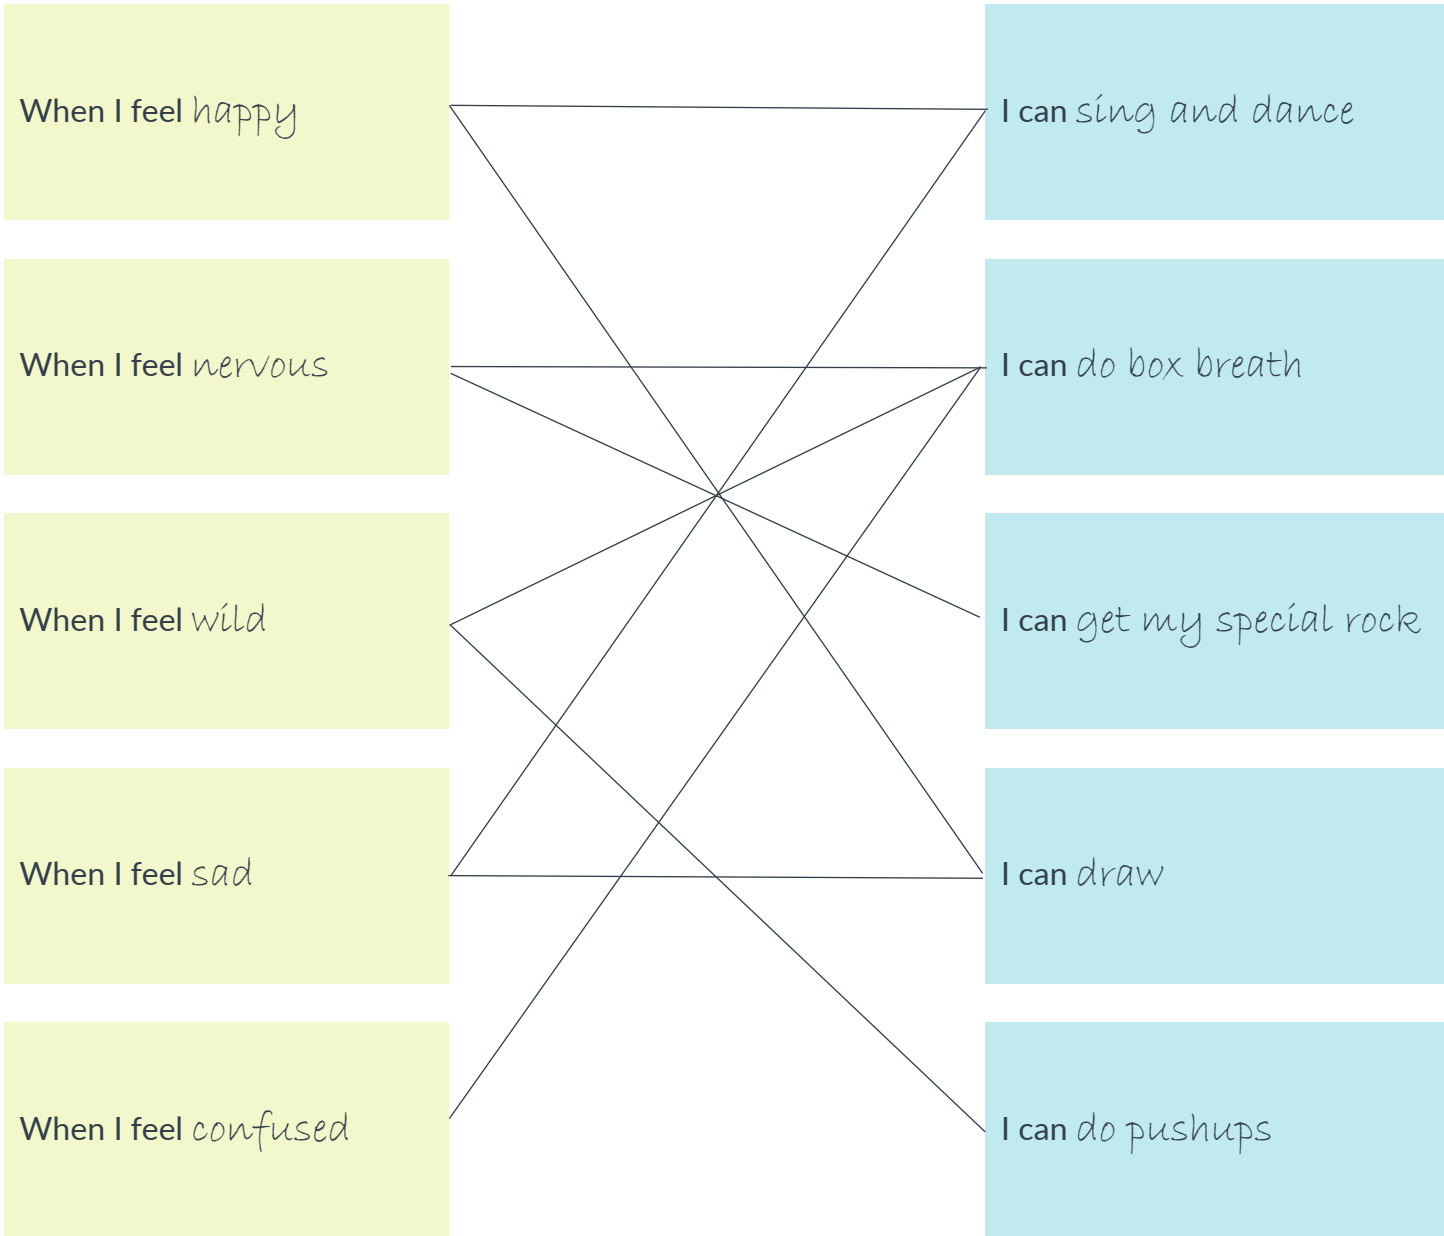 When I feel happy
I can sing and dance
When I feel nervous
I can do box breath
When I feel wild
I can get my special rock
When I feel sad
I can draw
When I feel confused
I can do pushups